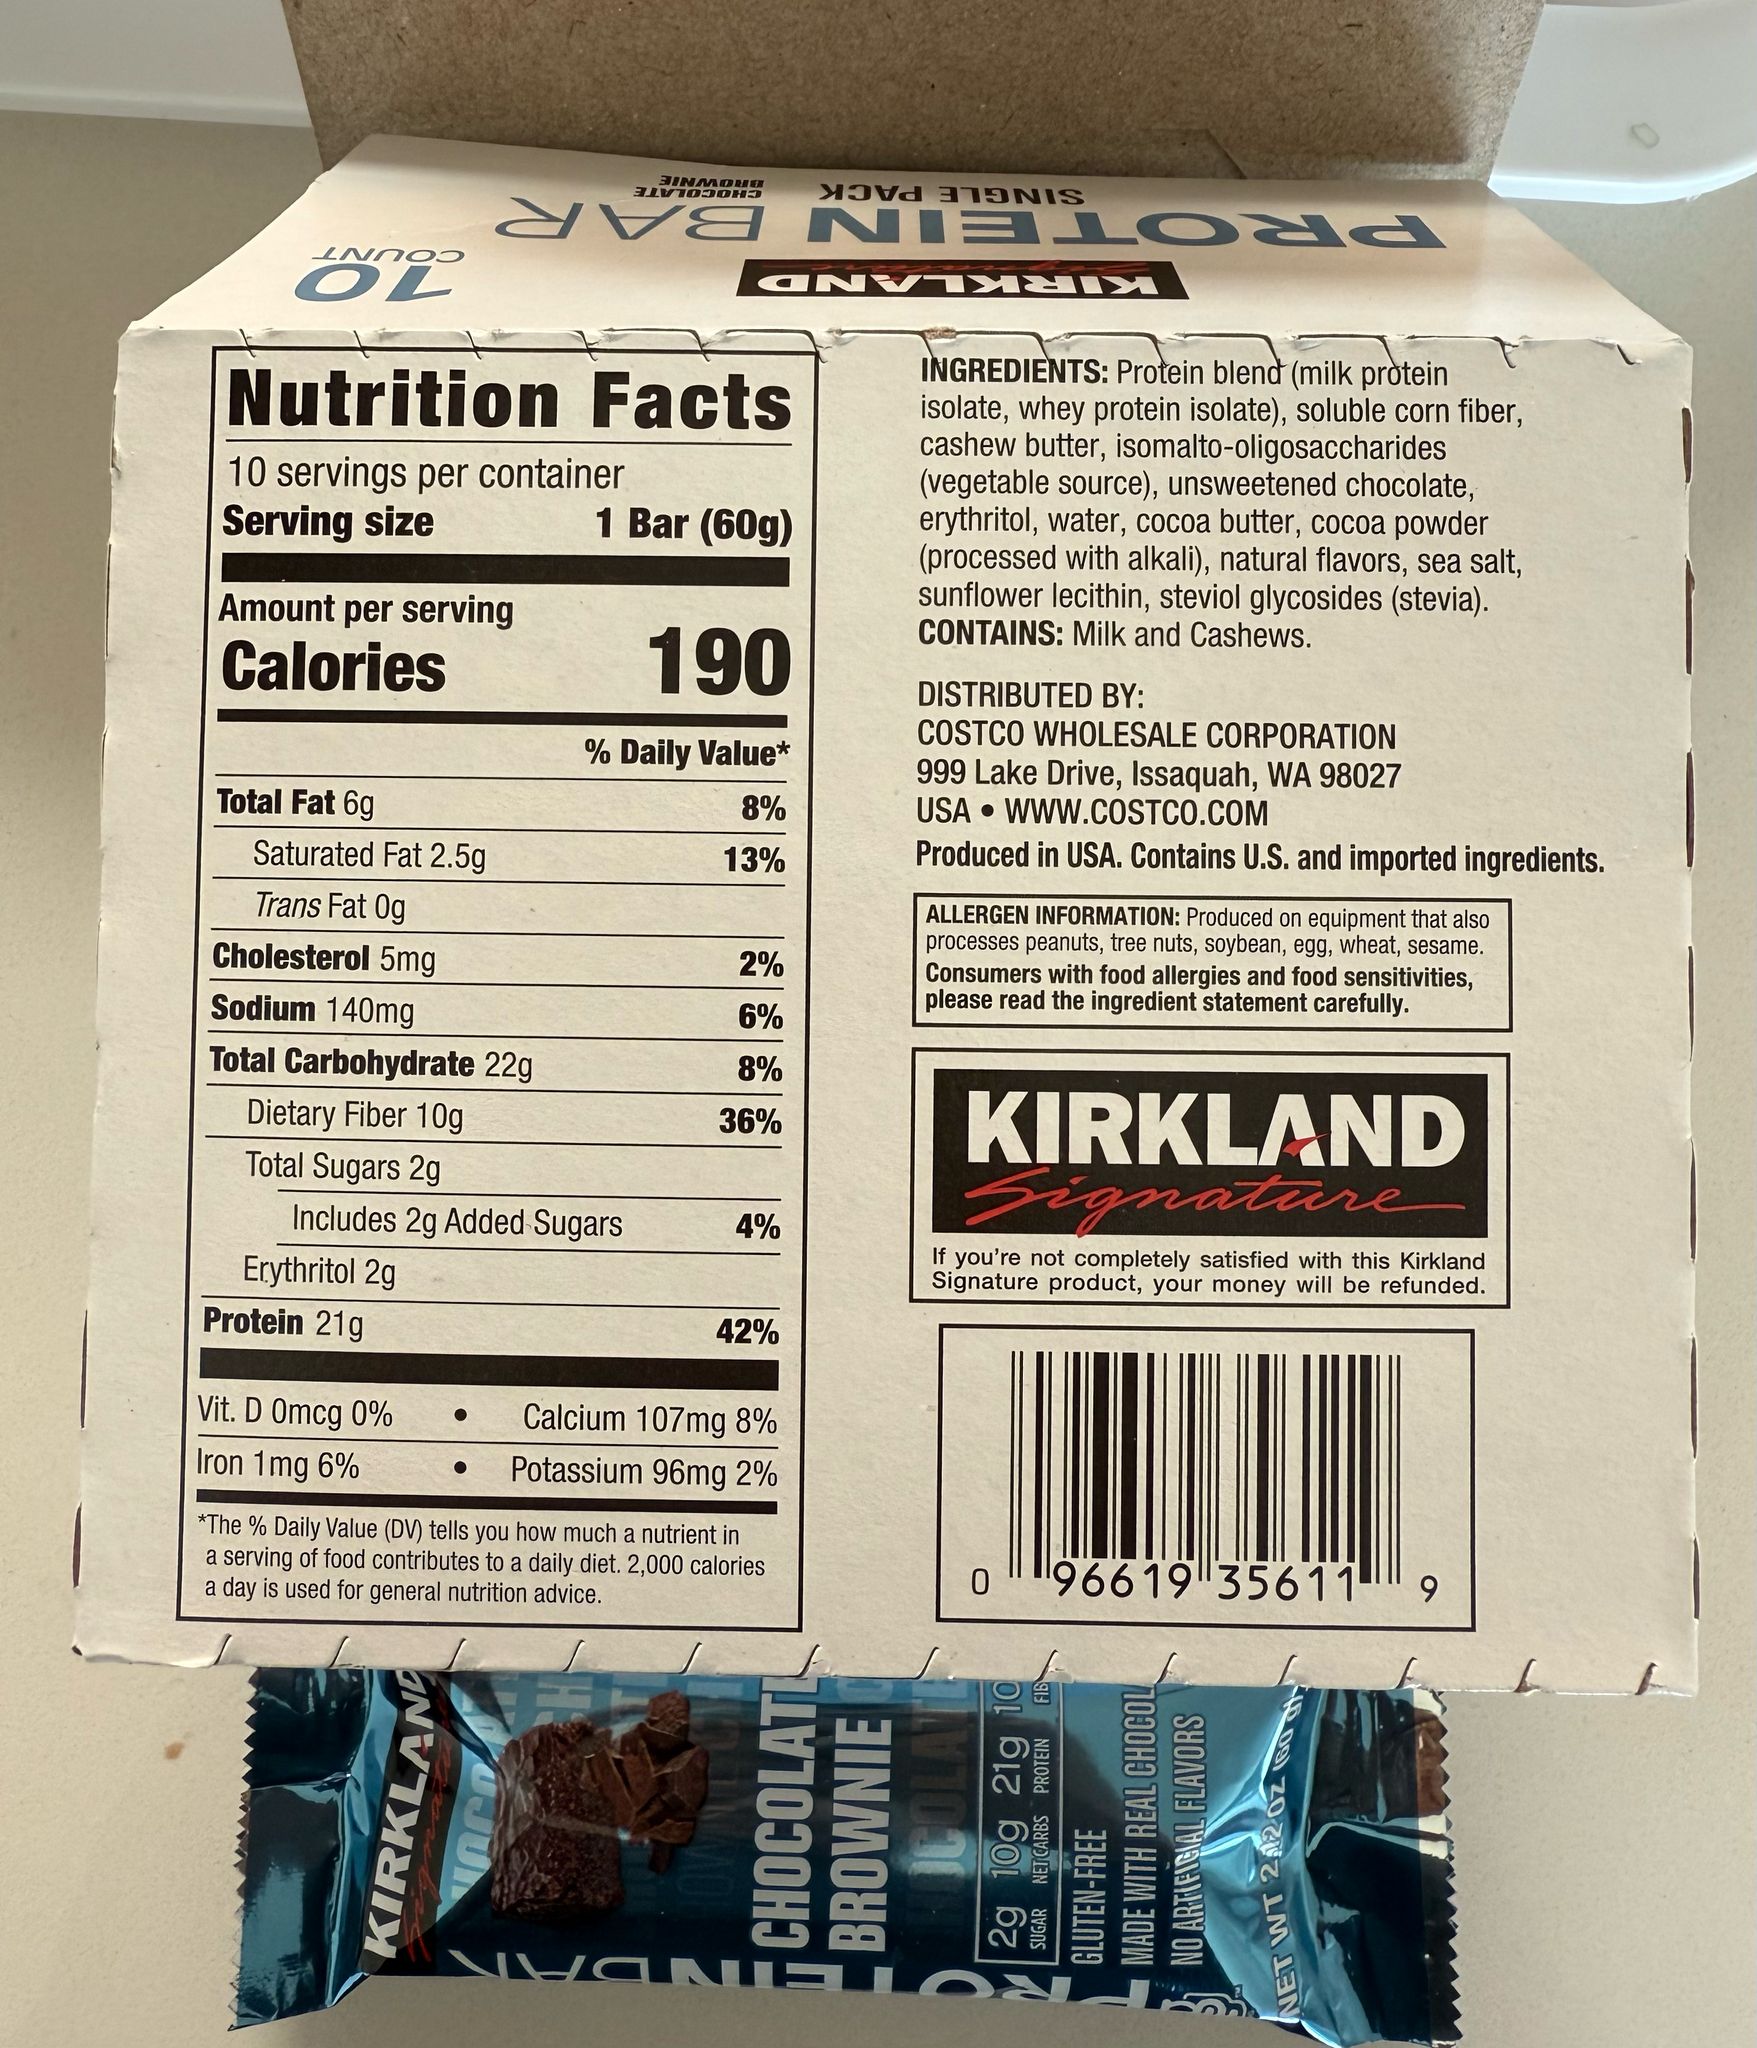 CHOCOLATE
BROWNIE
SINGLE PACK
PROTEIN BAR
10
COUNT
KIRKLAND
Signature
Nutrition Facts
10 servings per container
Serving size 1 Bar (60g)
Amount per serving
Calories 190
% Daily Value*
Total Fat 6g 8%
Saturated Fat 2.5g 13%
Trans Fat 0g
Cholesterol 5mg 2%
Sodium 140mg 6%
Total Carbohydrate 22g 8%
Dietary Fiber 10g 36%
Total Sugars 2g
Includes 2g Added Sugars 4%
Erythritol 2g
Protein 21g 42%
Vit. D 0mcg 0% • Calcium 107mg 8%
Iron 1mg 6% • Potassium 96mg 2%
*The % Daily Value (DV) tells you how much a nutrient in
a serving of food contributes to a daily diet. 2,000 calories
a day is used for general nutrition advice.
INGREDIENTS: Protein blend (milk protein
isolate, whey protein isolate), soluble corn fiber,
cashew butter, isomalto-oligosaccharides
(vegetable source), unsweetened chocolate,
erythritol, water, cocoa butter, cocoa powder
(processed with alkali), natural flavors, sea salt,
sunflower lecithin, steviol glycosides (stevia).
CONTAINS: Milk and Cashews.
DISTRIBUTED BY:
COSTCO WHOLESALE CORPORATION
999 Lake Drive, Issaquah, WA 98027
USA • WWW.COSTCO.COM
Produced in USA. Contains U.S. and imported ingredients.
ALLERGEN INFORMATION: Produced on equipment that also
processes peanuts, tree nuts, soybean, egg, wheat, sesame.
Consumers with food allergies and food sensitivities,
please read the ingredient statement carefully.
KIRKLAND
Signature
If you're not completely satisfied with this Kirkland
Signature product, your money will be refunded.
0 96619 35611 9
KIRKLAND
Signature
CHOCOLATE
BROWNIE
2g 10g 21g 10
SUGAR NET CARBS PROTEIN FIB
GLUTEN-FREE
MADE WITH REAL CHOCOL
NO ARTIFICIAL FLAVORS
NET WT 2.12 OZ (60 g)
PROTEIN BAR